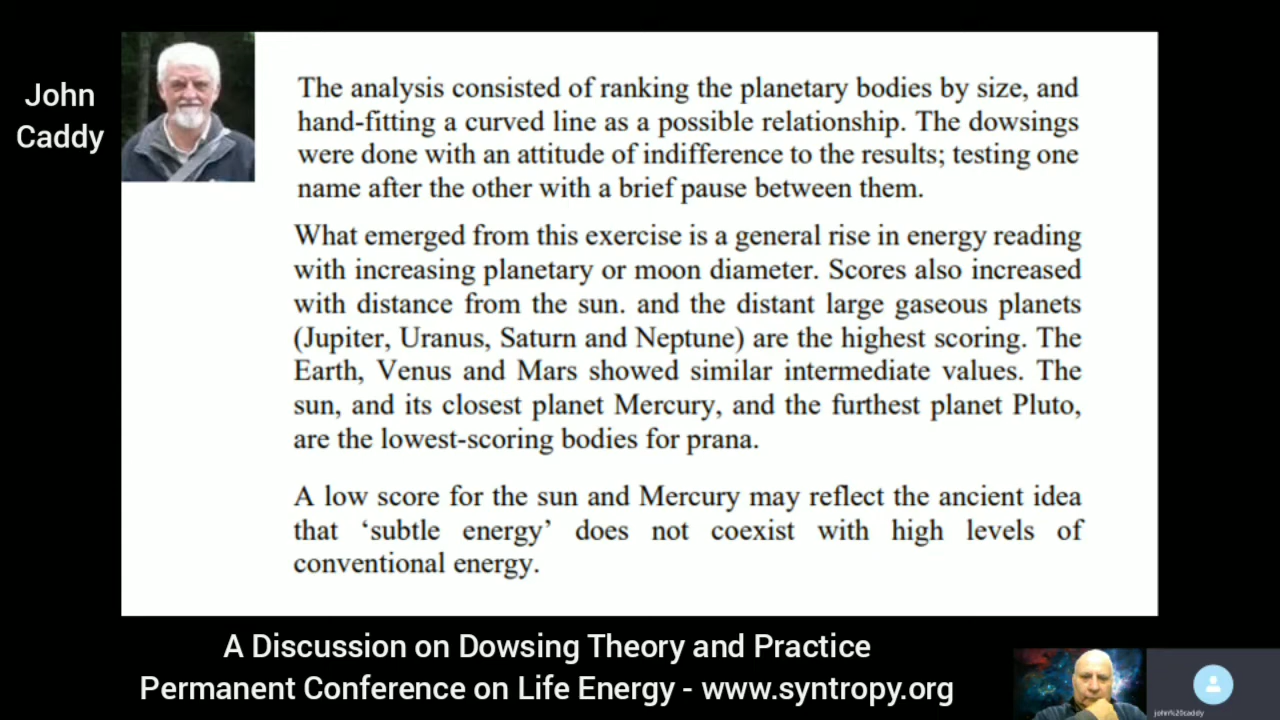 John
Caddy
The analysis consisted of ranking the planetary bodies by size, and
hand-fitting a curved line as a possible relationship. The dowsings
were done with an attitude of indifference to the results; testing one
name after the other with a brief pause between them.
What emerged from this exercise is a general rise in energy reading
with increasing planetary or moon diameter. Scores also increased
with distance from the sun. and the distant large gaseous planets
(Jupiter, Uranus, Saturn and Neptune) are the highest scoring. The
Earth, Venus and Mars showed similar intermediate values. The
sun, and its closest planet Mercury, and the furthest planet Pluto,
are the lowest-scoring bodies for prana.
A low score for the sun and Mercury may reflect the ancient idea
that ‘subtle energy’ does not coexist with high levels of
conventional energy.
A Discussion on Dowsing Theory and Practice
Permanent Conference on Life Energy - www.syntropy.org
john%20caddy